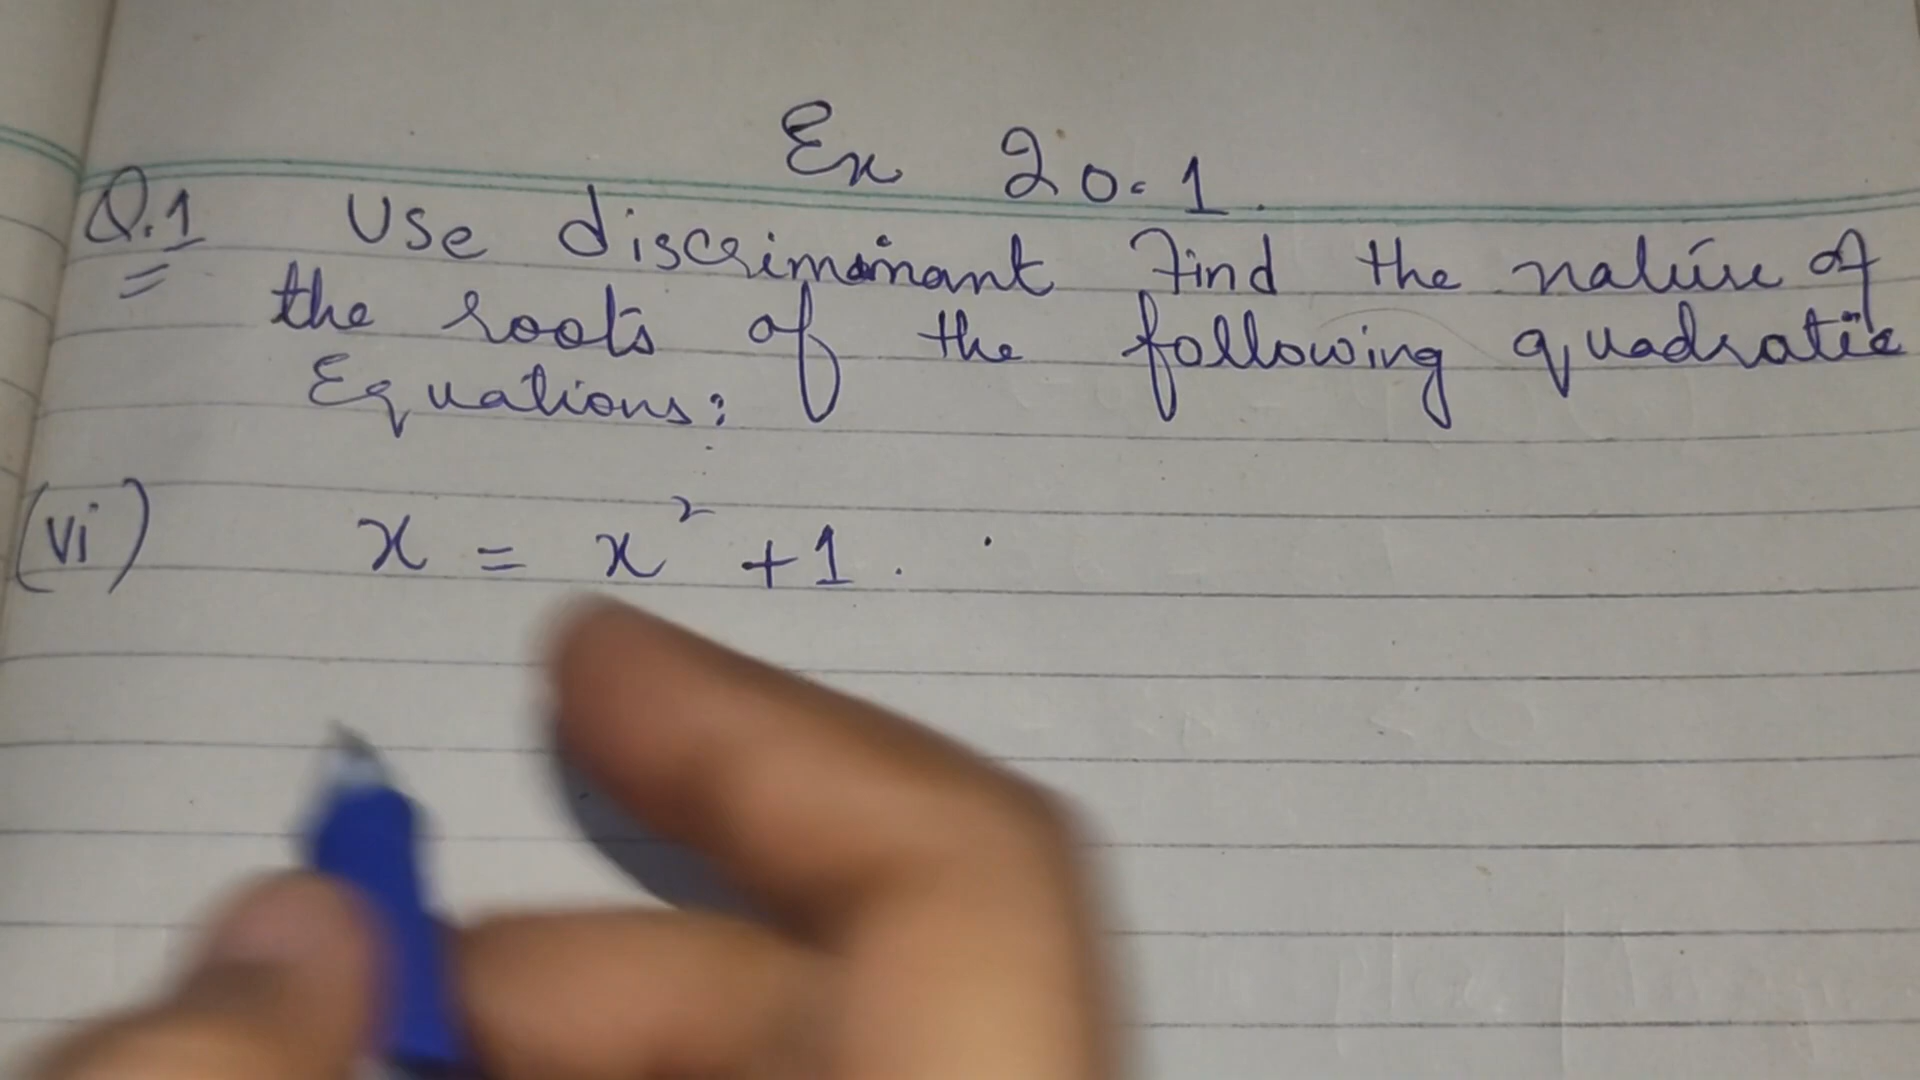 Ex 20.1.
Q.1 Use discriminant Find the nature of
the roots of the following quadratic
Equations:
(vi) x = x² + 1.